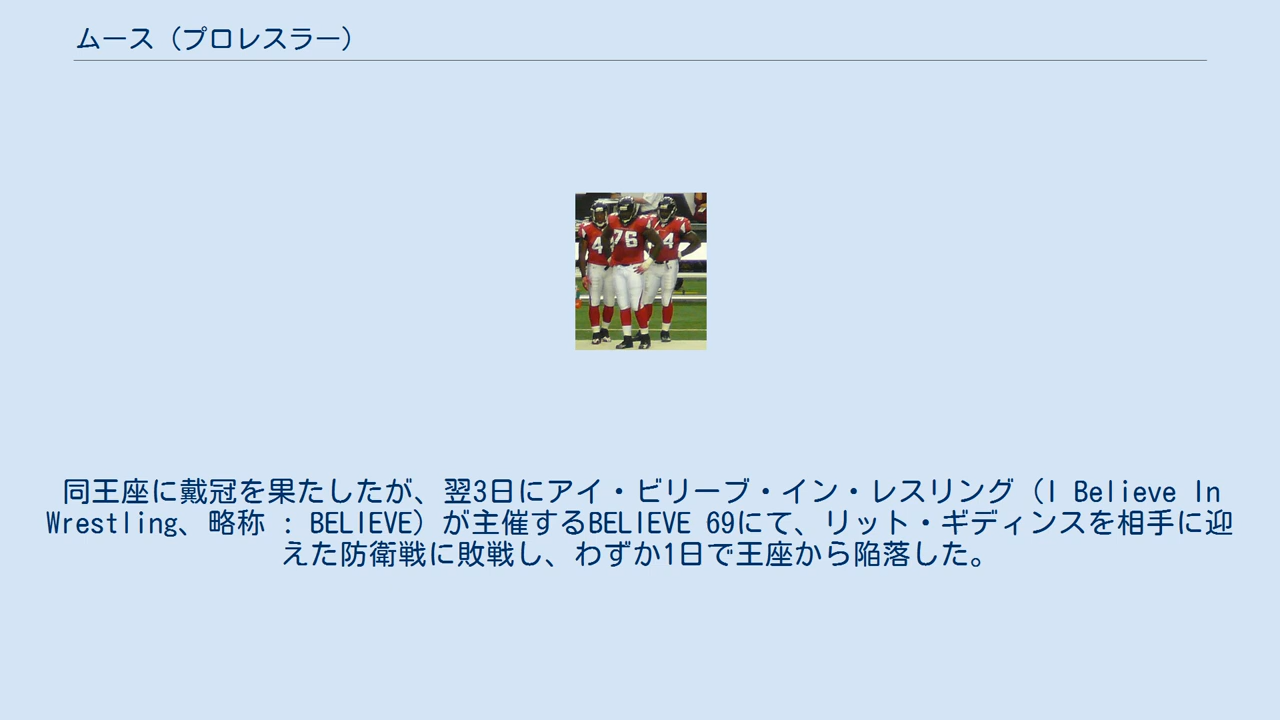 ムース（プロレスラー）
76
4
4
同王座に戴冠を果たしたが、翌3日にアイ・ビリーブ・イン・レスリング（I Believe In
Wrestling、略称 : BELIEVE）が主催するBELIEVE 69にて、リット・ギディンスを相手に迎
えた防衛戦に敗戦し、わずか1日で王座から陥落した。